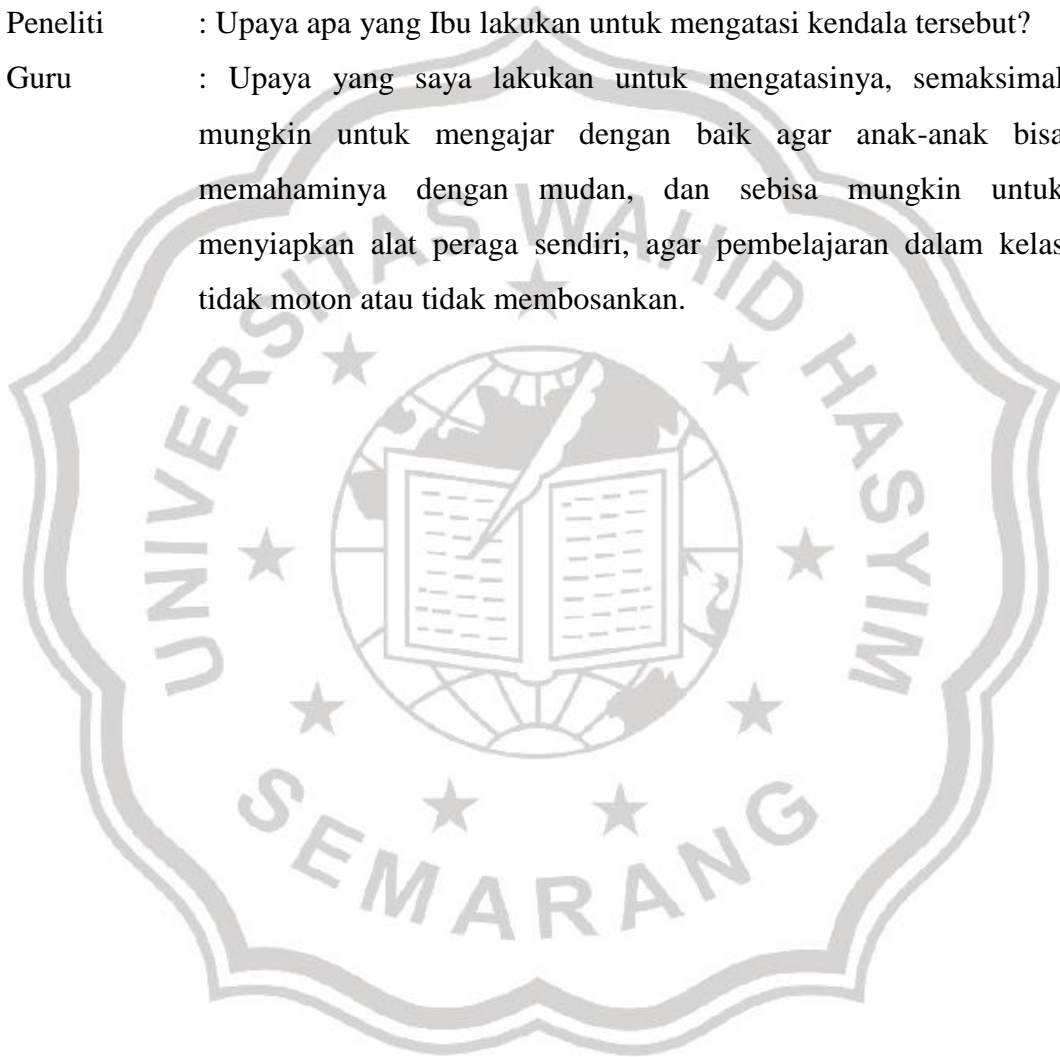 Peneliti : Upaya apa yang Ibu lakukan untuk mengatasi kendala tersebut?
Guru : Upaya yang saya lakukan untuk mengatasinya, semaksimal
mungkin untuk mengajar dengan baik agar anak-anak bisa
memahaminya dengan mudan, dan sebisa mungkin untuk
menyiapkan alat peraga sendiri, agar pembelajaran dalam kelas
tidak moton atau tidak membosankan.
UNIVERSITAS WAHID HASYIM
SEMARANG